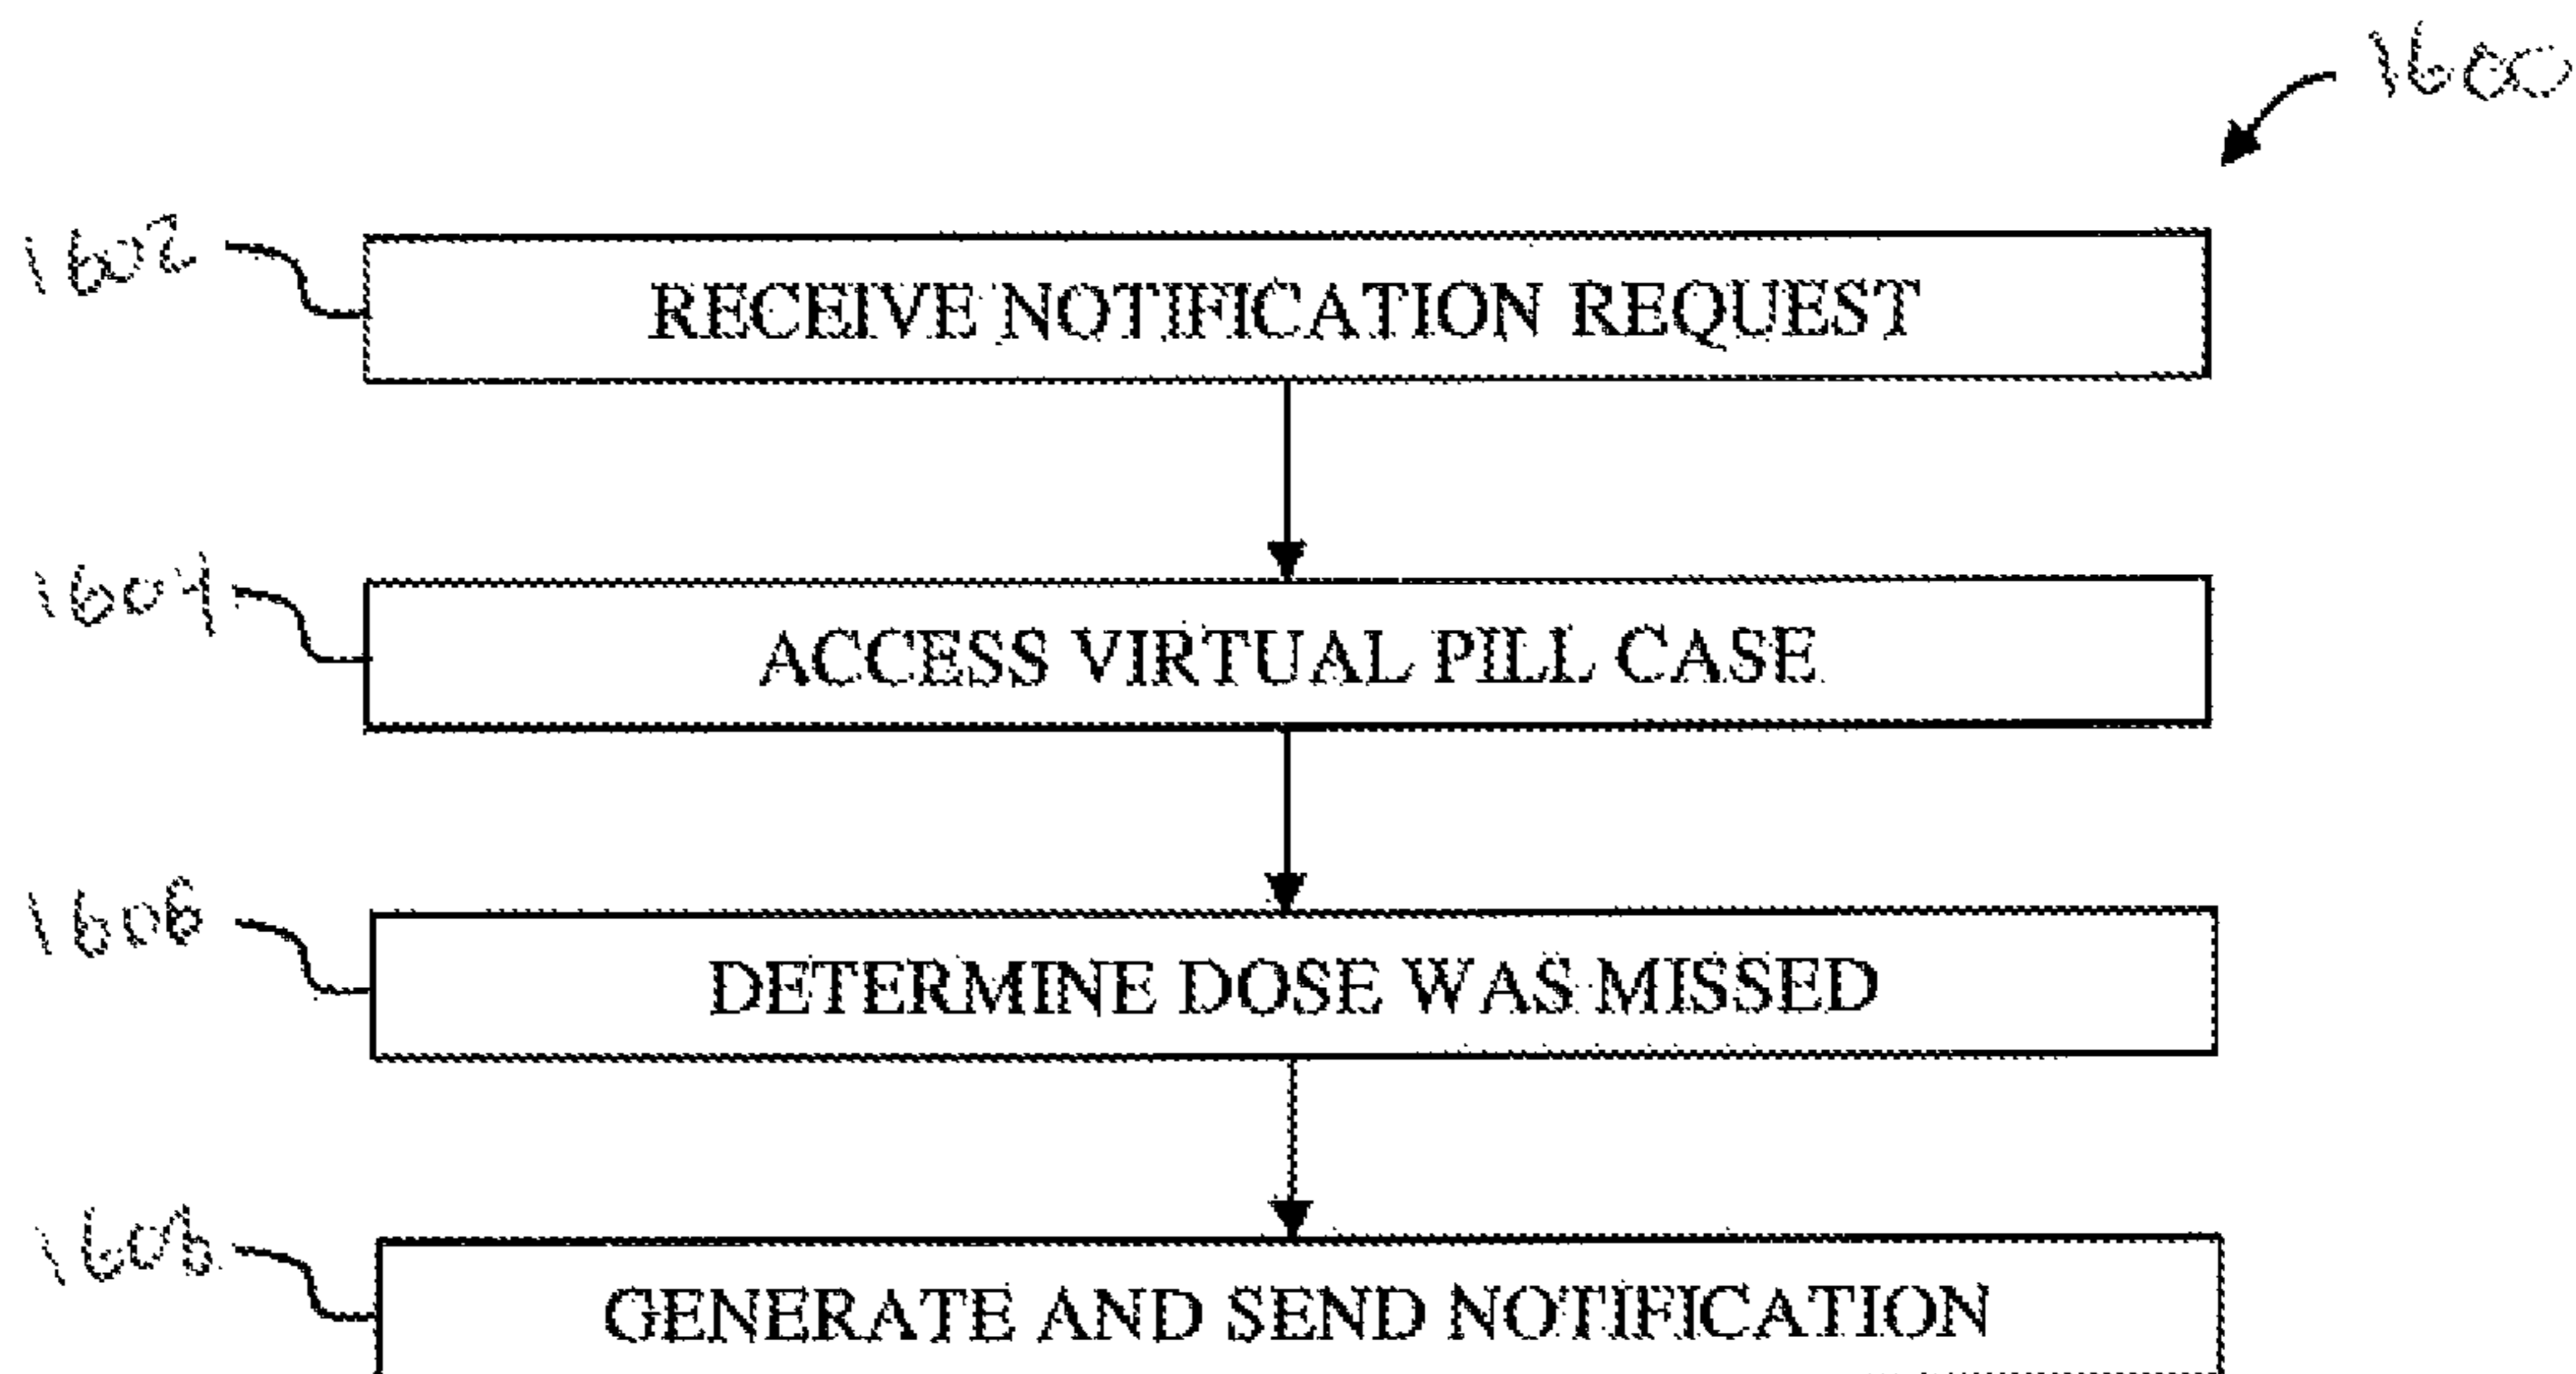 1600
1602
RECEIVE NOTIFICATION REQUEST
1604
ACCESS VIRTUAL PILL CASE
1606
DETERMINE DOSE WAS MISSED
1608
GENERATE AND SEND NOTIFICATION